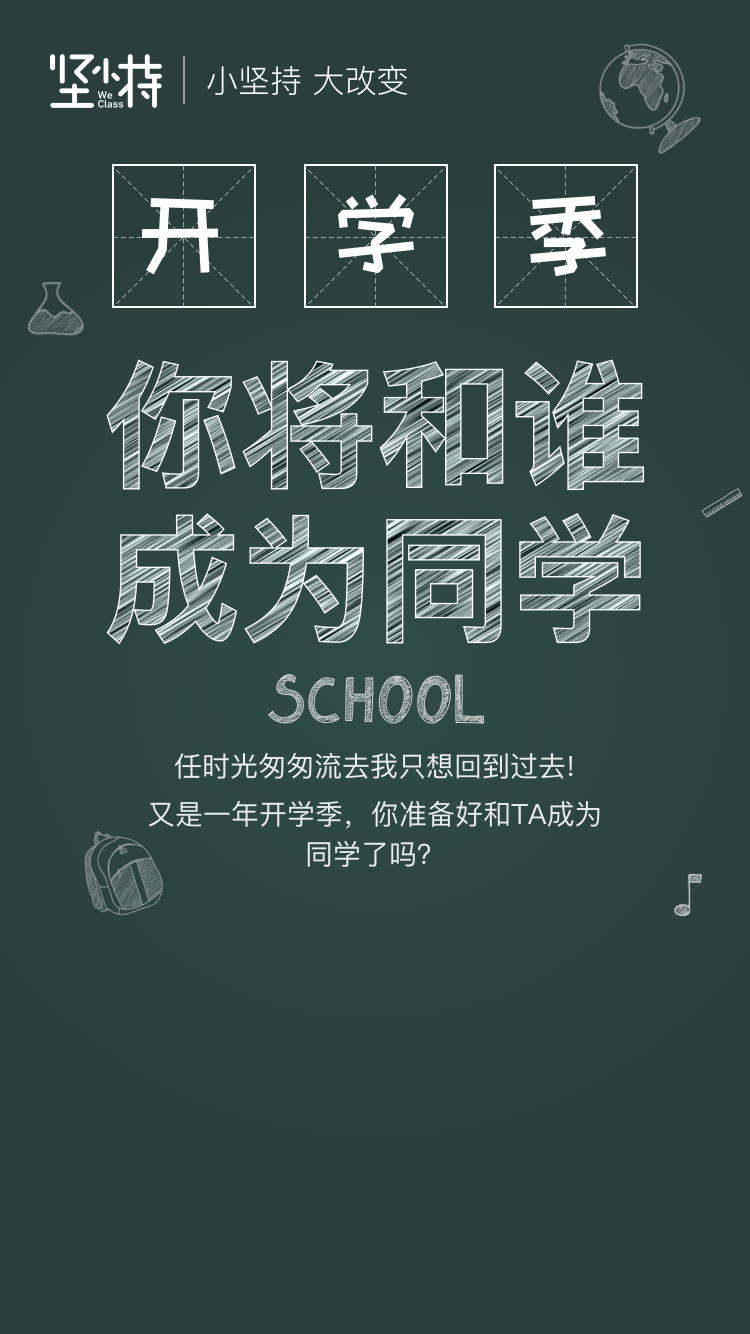 坚小持
We
Class
小坚持 大改变
开学季
你将和谁
成为同学
SCHOOL
任时光匆匆流去我只想回到过去!
又是一年开学季，你准备好和TA成为
同学了吗?